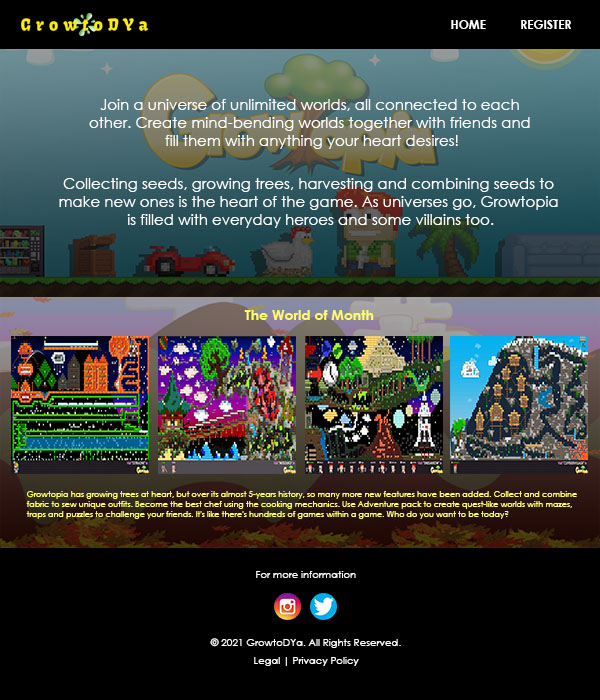 GrowtoDYa
HOME
REGISTER
Growtopia
Join a universe of unlimited worlds, all connected to each
other. Create mind-bending worlds together with friends and
fill them with anything your heart desires!
Collecting seeds, growing trees, harvesting and combining seeds to
make new ones is the heart of the game. As universes go, Growtopia
is filled with everyday heroes and some villains too.
The World of Month
Growtopia has growing trees at heart, but over its almost 5-years history, so many more new features have been added. Collect and combine
fabric to sew unique outfits. Become the best chef using the cooking mechanics. Use Adventure pack to create quest-like worlds with mazes,
traps and puzzles to challenge your friends. It's like there's hundreds of games within a game. Who do you want to be today?
For more information
© 2021 GrowtoDYa. All Rights Reserved.
Legal | Privacy Policy